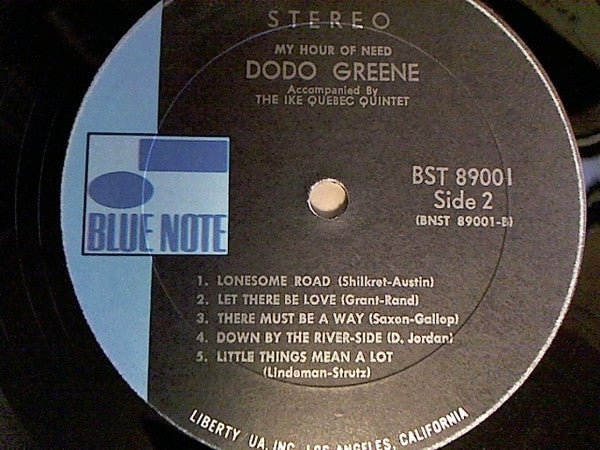 STEREO
MY HOUR OF NEED
DODO GREENE
Accompanied By
THE IKE QUEBEC QUINTET
BLUE NOTE
BST 89001
Side 2
(BNST 89001-B)
1. LONESOME ROAD (Shilkret-Austin)
2. LET THERE BE LOVE (Grant-Rand)
3. THERE MUST BE A WAY (Saxon-Gallop)
4. DOWN BY THE RIVER-SIDE (D. Jordan)
5. LITTLE THINGS MEAN A LOT
(Lindeman-Strutz)
LIBERTY UA, INC., LOS ANGELES, CALIFORNIA